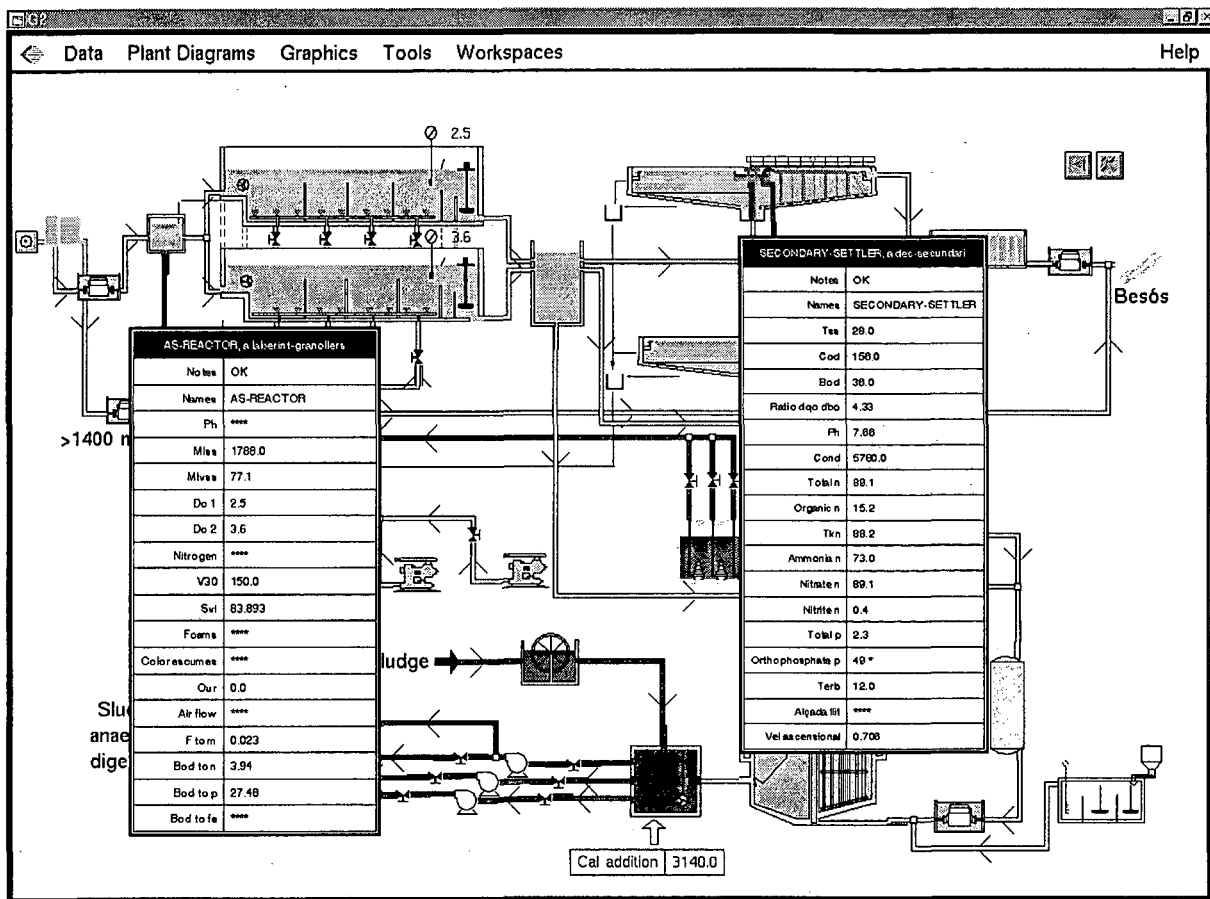 G2
Data Plant Diagrams Graphics Tools Workspaces Help
2.5
3.6
Besós
>1400 m
AS-REACTOR, a laberint-granollers
Notes OK
Names AS-REACTOR
Ph ****
Mlss 1788.0
Mlvss 77.1
Do 1 2.5
Do 2 3.6
Nitrogen ****
V30 150.0
Svi 83.893
Foams ****
Colorescumes ****
Our 0.0
Air flow ****
F to m 0.023
Bod to n 3.94
Bod to p 27.48
Bod to fe ****
SECONDARY-SETTLER, a dec-secundari
Notes OK
Names SECONDARY-SETTLER
Tss 28.0
Cod 156.0
Bod 36.0
Ratio dqo dbo 4.33
Ph 7.66
Cond 5760.0
Total n 89.1
Organic n 15.2
Tkn 88.2
Ammonia n 73.0
Nitrate n 89.1
Nitrite n 0.4
Total p 2.3
Orthophosphate p 49 *
Terb 12.0
Alçada llit ****
Vel ascensional 0.706
ludge
Slu
anae
dige
Cal addition 3140.0